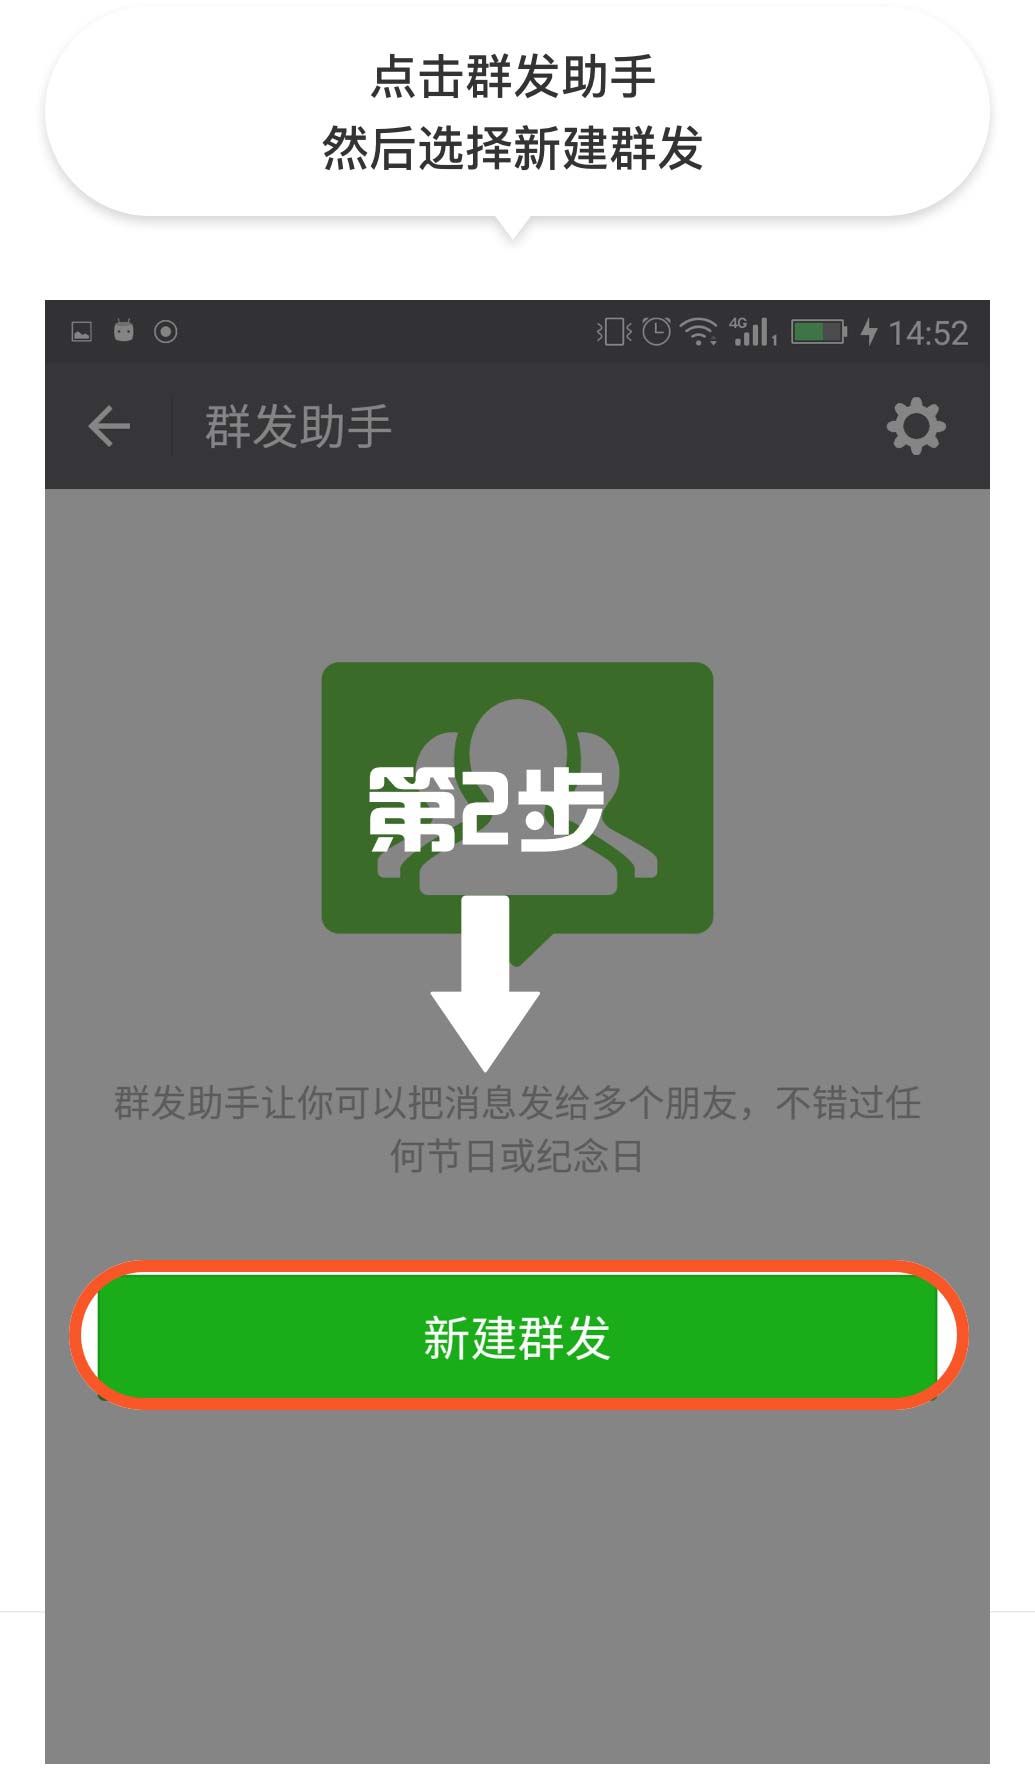 点击群发助手
然后选择新建群发
4G 1 14:52
群发助手
第2步
群发助手让你可以把消息发给多个朋友，不错过任
何节日或纪念日
新建群发